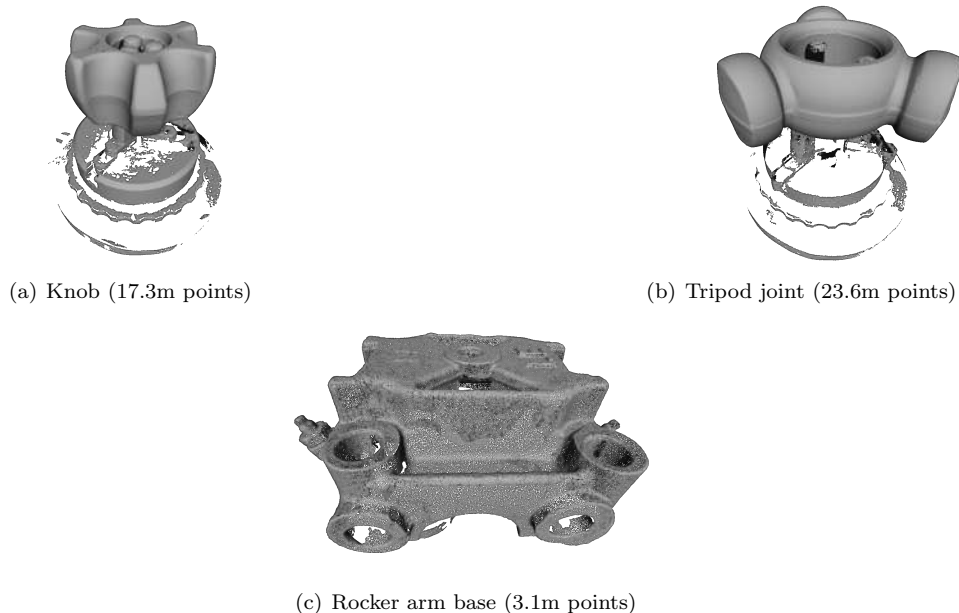 (a) Knob (17.3m points)
(b) Tripod joint (23.6m points)
(c) Rocker arm base (3.1m points)